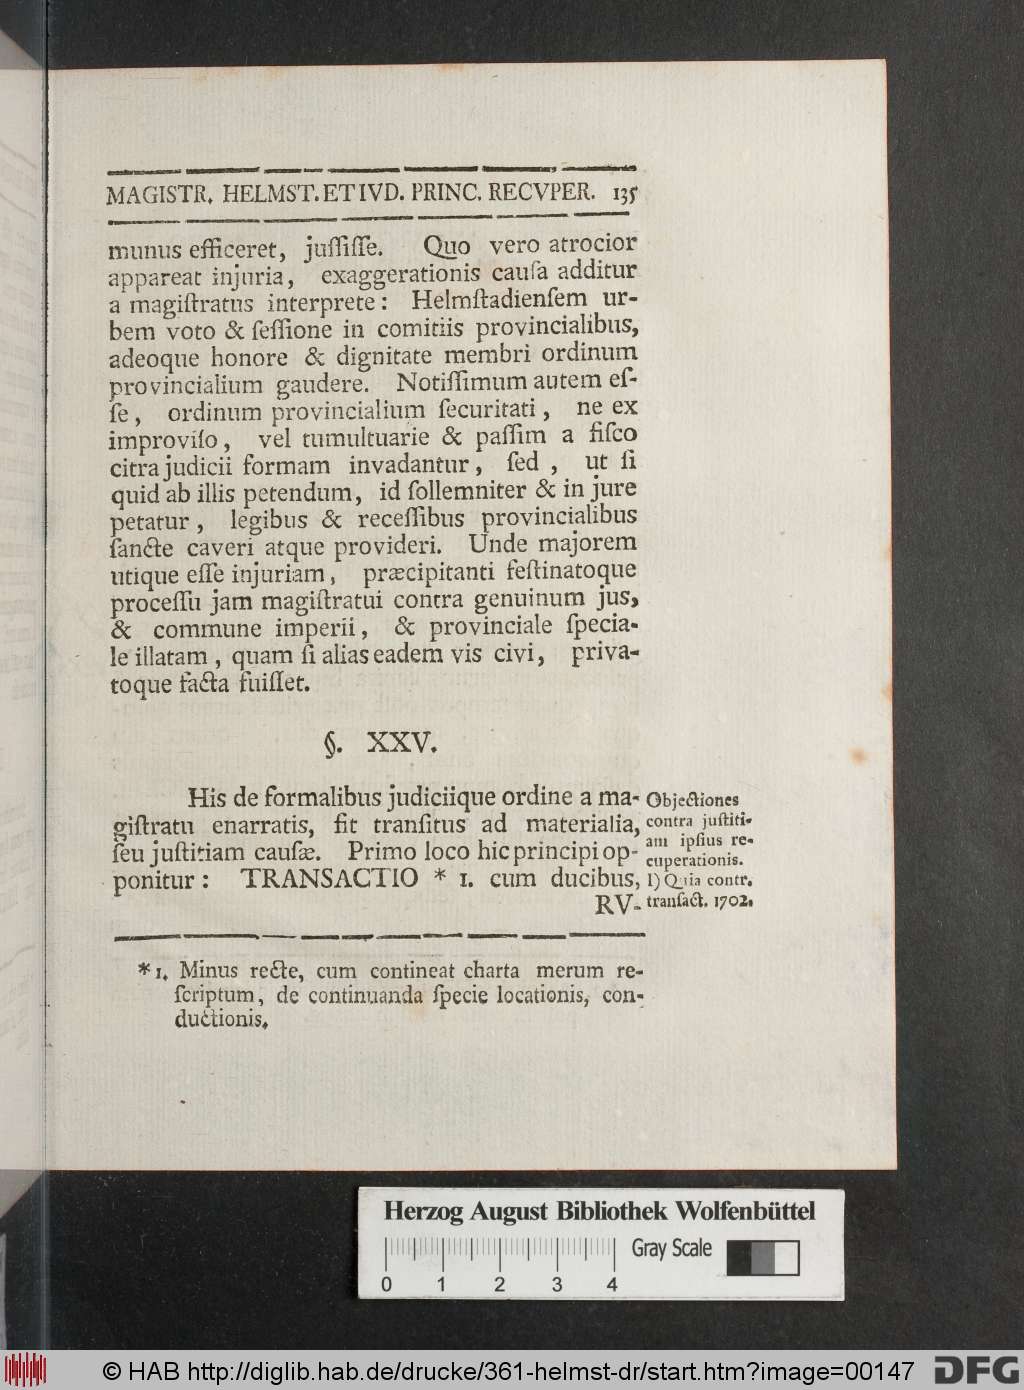 MAGISTR. HELMST. ET IVD. PRINC. RECVPER. 135
munus efficeret, juſſiſſe. Quo vero atrocior
appareat injuria, exaggerationis cauſa additur
a magiſtratus interprete: Helmſtadienſem ur-
bem voto & ſeſſione in comitiis provincialibus,
adeoque honore & dignitate membri ordinum
provincialium gaudere. Notiſſimum autem eſ-
ſe, ordinum provincialium ſecuritati, ne ex
improviſo, vel tumultuarie & paſſim a fiſco
citra judicii formam invadantur, ſed, ut ſi
quid ab illis petendum, id ſollemniter & in jure
petatur, legibus & receſſibus provincialibus
ſancte caveri atque provideri. Unde majorem
utique eſſe injuriam, præcipitanti feſtinatoque
proceſſu jam magiſtratui contra genuinum jus,
& commune imperii, & provinciale ſpecia-
le illatam, quam ſi alias eadem vis civi, priva-
toque facta fuiſſet.
§. XXV.
His de formalibus judiciique ordine a ma-
giſtratu enarratis, fit tranſitus ad materialia,
ſeu juſtitiam cauſæ. Primo loco hic principi op-
ponitur: TRANSACTIO * 1. cum ducibus,
RV-
Objectiones
contra juſtiti-
am ipſius re-
cuperationis.
1) Quia contr.
tranſact. 1702.
* 1. Minus recte, cum contineat charta merum re-
ſcriptum, de continuanda ſpecie locationis, con-
ductionis.
Herzog August Bibliothek Wolfenbüttel
Gray Scale
0 1 2 3 4
© HAB http://diglib.hab.de/drucke/361-helmst-dr/start.htm?image=00147
DFG